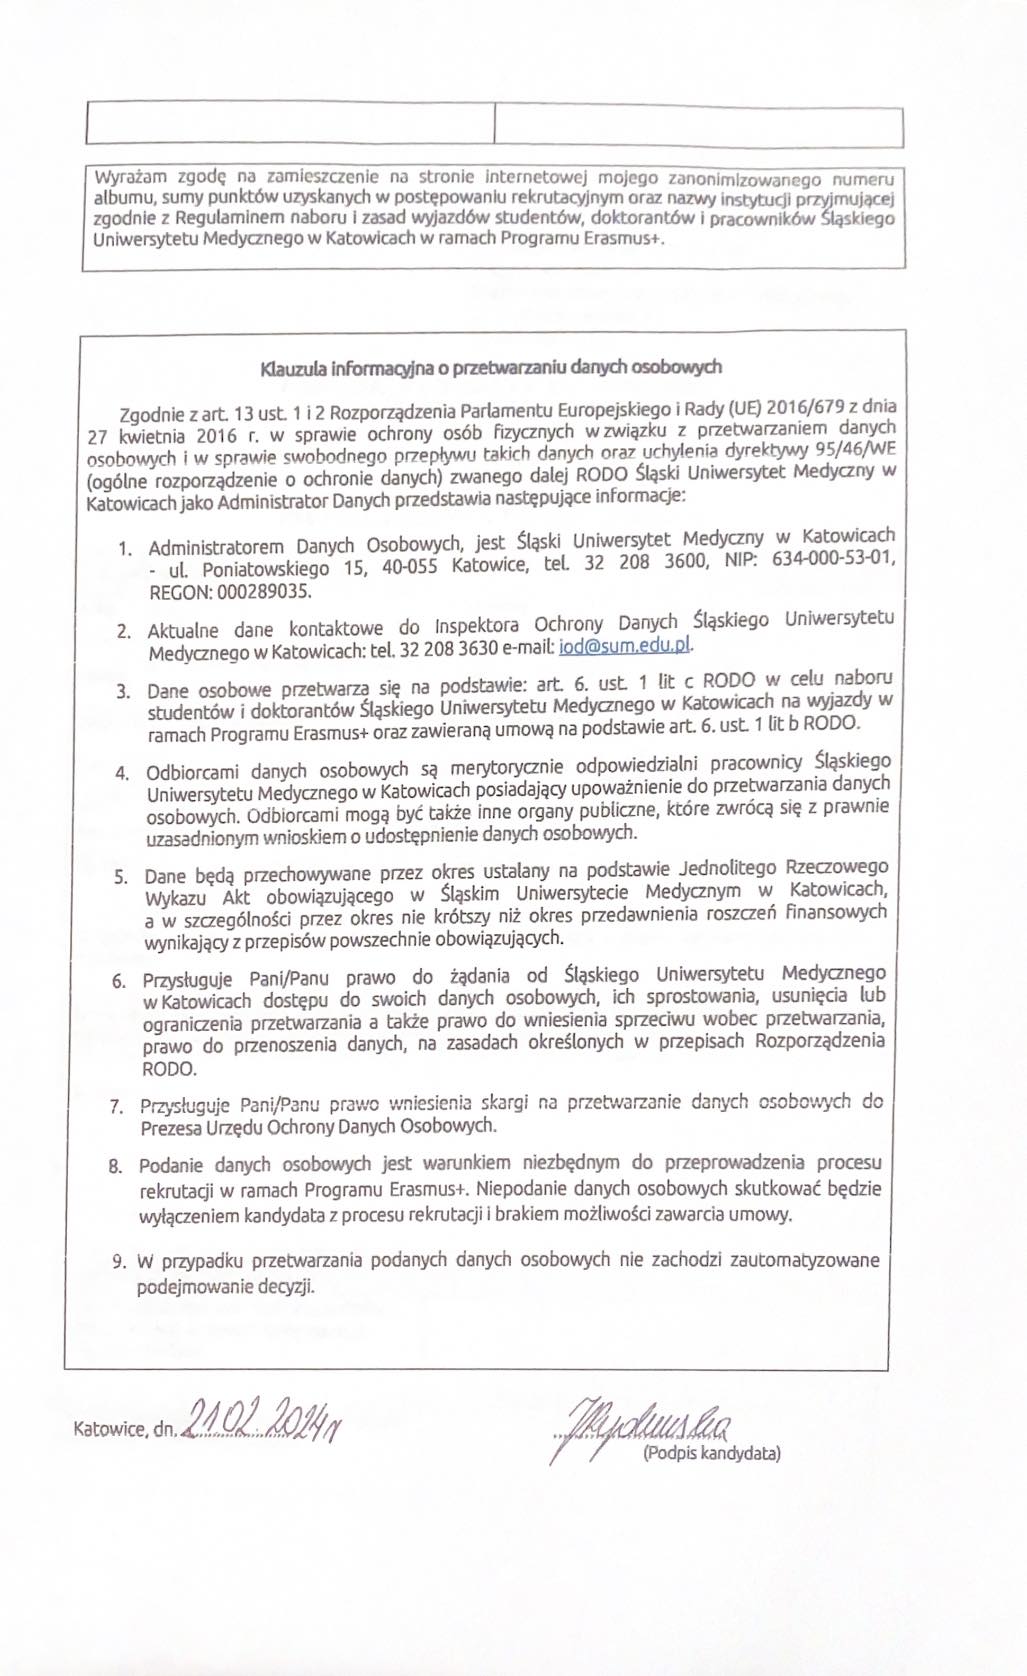 Wyrażam zgodę na zamieszczenie na stronie internetowej mojego zanonimizowanego numeru
albumu, sumy punktów uzyskanych w postępowaniu rekrutacyjnym oraz nazwy instytucji przyjmującej
zgodnie z Regulaminem naboru i zasad wyjazdów studentów, doktorantów i pracowników Śląskiego
Uniwersytetu Medycznego w Katowicach w ramach Programu Erasmus+.
Klauzula informacyjna o przetwarzaniu danych osobowych
Zgodnie z art. 13 ust. 1 i 2 Rozporządzenia Parlamentu Europejskiego i Rady (UE) 2016/679 z dnia
27 kwietnia 2016 r. w sprawie ochrony osób fizycznych w związku z przetwarzaniem danych
osobowych i w sprawie swobodnego przepływu takich danych oraz uchylenia dyrektywy 95/46/WE
(ogólne rozporządzenie o ochronie danych) zwanego dalej RODO Śląski Uniwersytet Medyczny w
Katowicach jako Administrator Danych przedstawia następujące informacje:
1. Administratorem Danych Osobowych, jest Śląski Uniwersytet Medyczny w Katowicach
- ul. Poniatowskiego 15, 40-055 Katowice, tel. 32 208 3600, NIP: 634-000-53-01,
REGON: 000289035.
2. Aktualne dane kontaktowe do Inspektora Ochrony Danych Śląskiego Uniwersytetu
Medycznego w Katowicach: tel. 32 208 3630 e-mail: iod@sum.edu.pl.
3. Dane osobowe przetwarza się na podstawie: art. 6. ust. 1 lit c RODO w celu naboru
studentów i doktorantów Śląskiego Uniwersytetu Medycznego w Katowicach na wyjazdy w
ramach Programu Erasmus+ oraz zawieraną umową na podstawie art. 6. ust. 1 lit b RODO.
4. Odbiorcami danych osobowych są merytorycznie odpowiedzialni pracownicy Śląskiego
Uniwersytetu Medycznego w Katowicach posiadający upoważnienie do przetwarzania danych
osobowych. Odbiorcami mogą być także inne organy publiczne, które zwrócą się z prawnie
uzasadnionym wnioskiem o udostępnienie danych osobowych.
5. Dane będą przechowywane przez okres ustalany na podstawie Jednolitego Rzeczowego
Wykazu Akt obowiązującego w Śląskim Uniwersytecie Medycznym w Katowicach,
a w szczególności przez okres nie krótszy niż okres przedawnienia roszczeń finansowych
wynikający z przepisów powszechnie obowiązujących.
6. Przysługuje Pani/Panu prawo do żądania od Śląskiego Uniwersytetu Medycznego
w Katowicach dostępu do swoich danych osobowych, ich sprostowania, usunięcia lub
ograniczenia przetwarzania a także prawo do wniesienia sprzeciwu wobec przetwarzania,
prawo do przenoszenia danych, na zasadach określonych w przepisach Rozporządzenia
RODO.
7. Przysługuje Pani/Panu prawo wniesienia skargi na przetwarzanie danych osobowych do
Prezesa Urzędu Ochrony Danych Osobowych.
8. Podanie danych osobowych jest warunkiem niezbędnym do przeprowadzenia procesu
rekrutacji w ramach Programu Erasmus+. Niepodanie danych osobowych skutkować będzie
wyłączeniem kandydata z procesu rekrutacji i brakiem możliwości zawarcia umowy.
9. W przypadku przetwarzania podanych danych osobowych nie zachodzi zautomatyzowane
podejmowanie decyzji.
Katowice, dn. 21.02.2024r
(Podpis kandydata)